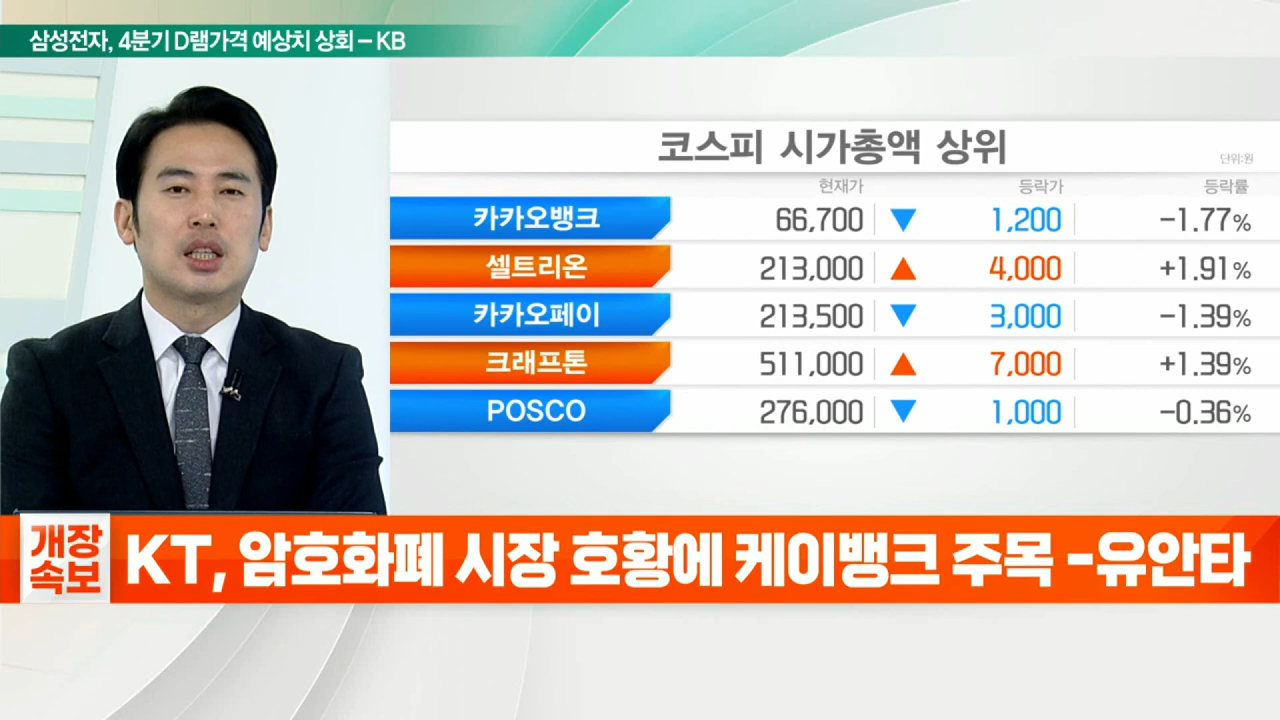 삼성전자, 4분기 D램가격 예상치 상회 – KB
코스피 시가총액 상위
단위:원
현재가 등락가 등락률
카카오뱅크 66,700 ▼ 1,200 -1.77%
셀트리온 213,000 ▲ 4,000 +1.91%
카카오페이 213,500 ▼ 3,000 -1.39%
크래프톤 511,000 ▲ 7,000 +1.39%
POSCO 276,000 ▼ 1,000 -0.36%
개장
속보
KT, 암호화폐 시장 호황에 케이뱅크 주목 -유안타